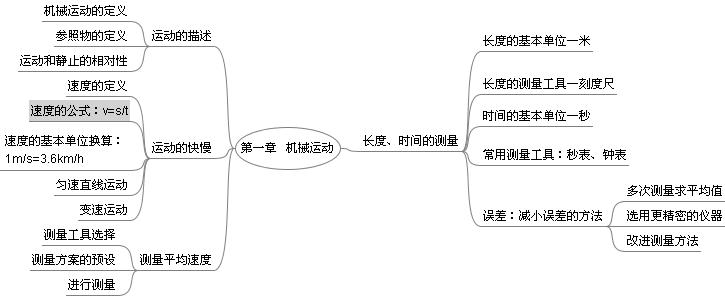 第一章 机械运动
运动的描述
机械运动的定义
参照物的定义
运动和静止的相对性
运动的快慢
速度的定义
速度的公式：v=s/t
速度的基本单位换算：
1m/s=3.6km/h
匀速直线运动
变速运动
测量平均速度
测量工具选择
测量方案的预设
进行测量
长度、时间的测量
长度的基本单位—米
长度的测量工具—刻度尺
时间的基本单位—秒
常用测量工具：秒表、钟表
误差：减小误差的方法
多次测量求平均值
选用更精密的仪器
改进测量方法